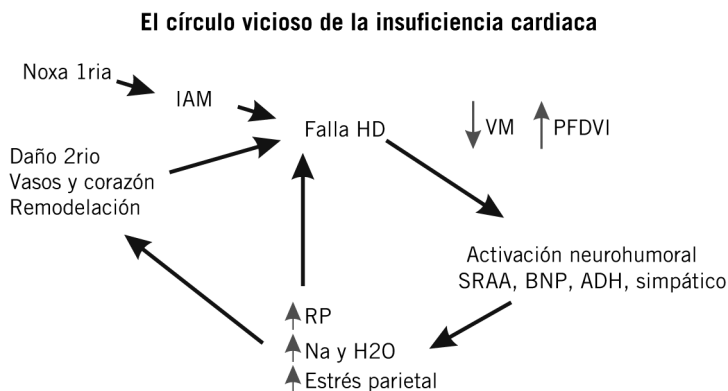 El círculo vicioso de la insuficiencia cardiaca
Noxa 1ria
IAM
Falla HD
VM
PFDVI
Daño 2rio
Vasos y corazón
Remodelación
Activación neurohumoral
SRAA, BNP, ADH, simpático
RP
Na y H2O
Estrés parietal